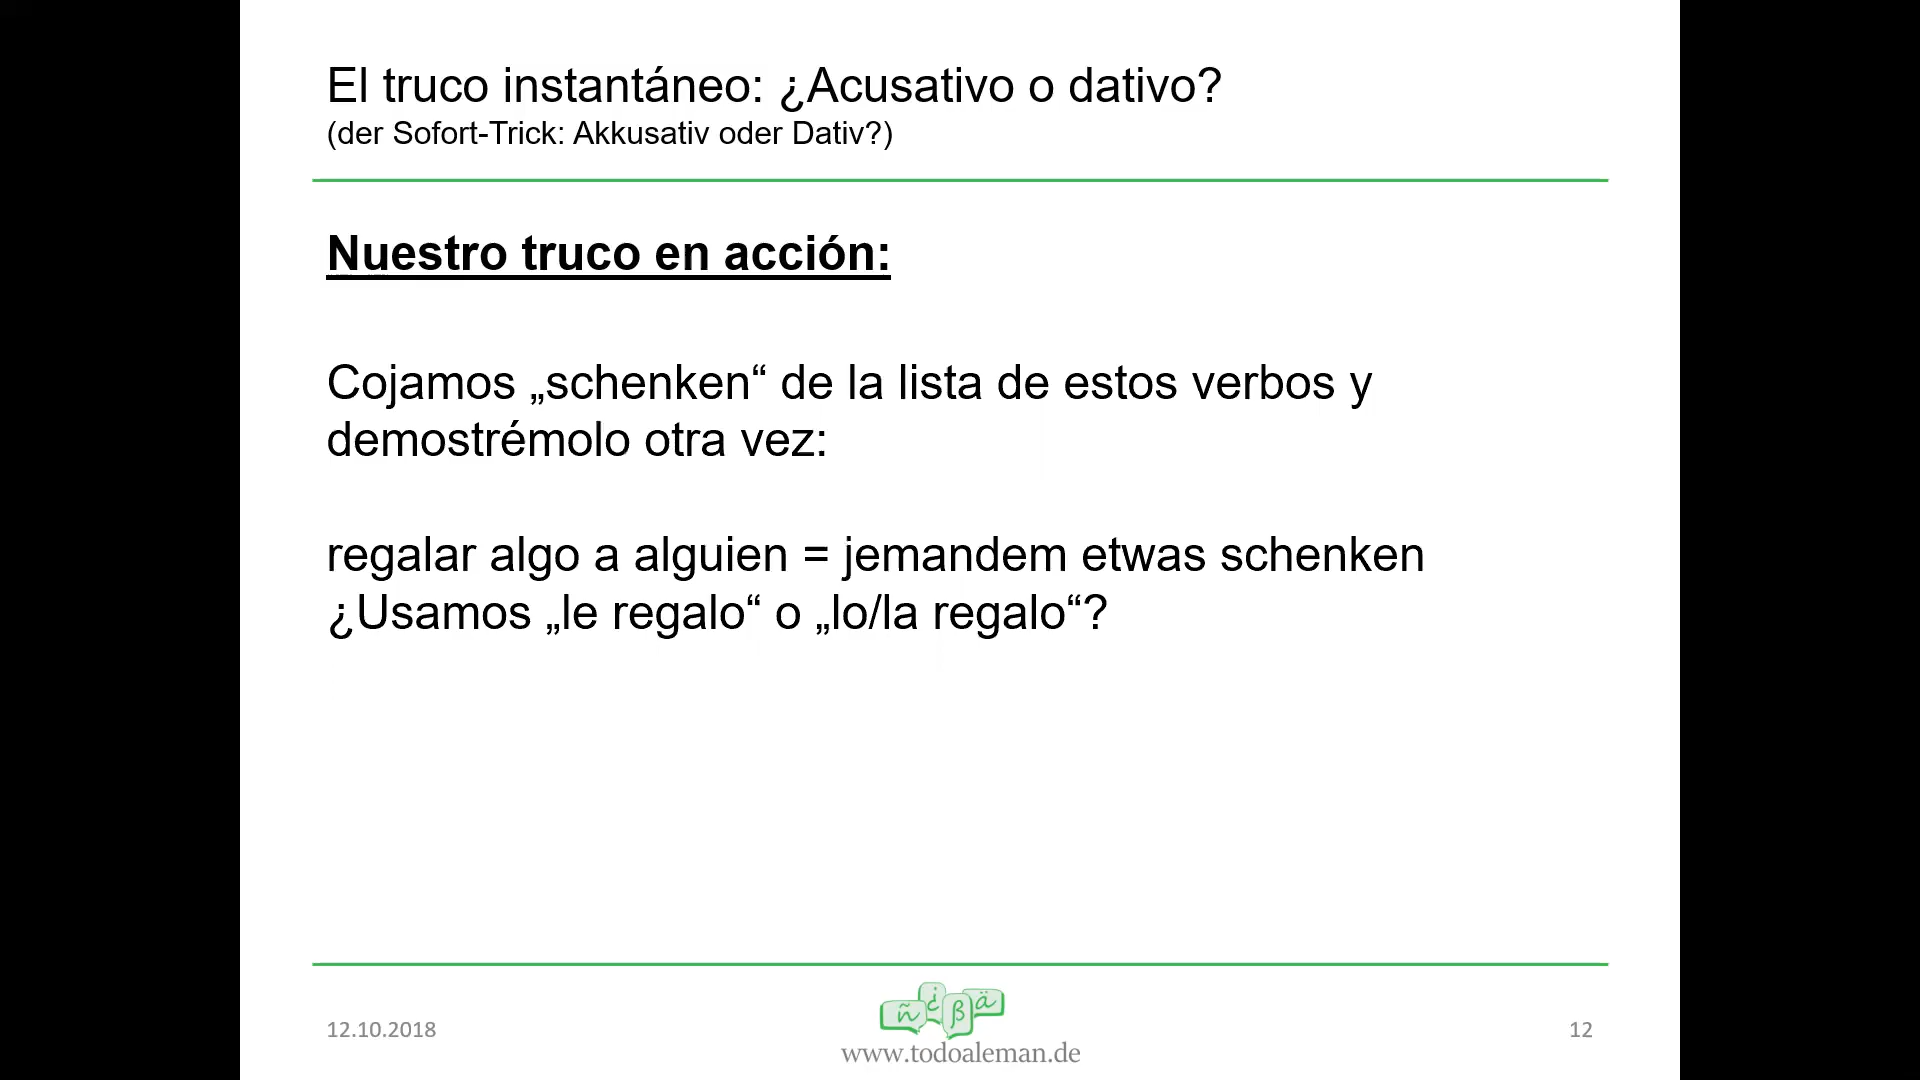 El truco instantáneo: ¿Acusativo o dativo?
(der Sofort-Trick: Akkusativ oder Dativ?)
Nuestro truco en acción:
Cojamos „schenken“ de la lista de estos verbos y
demostrémolo otra vez:
regalar algo a alguien = jemandem etwas schenken
¿Usamos „le regalo“ o „lo/la regalo“?
ñ ¿ ß ä
12.10.2018
www.todoaleman.de
12